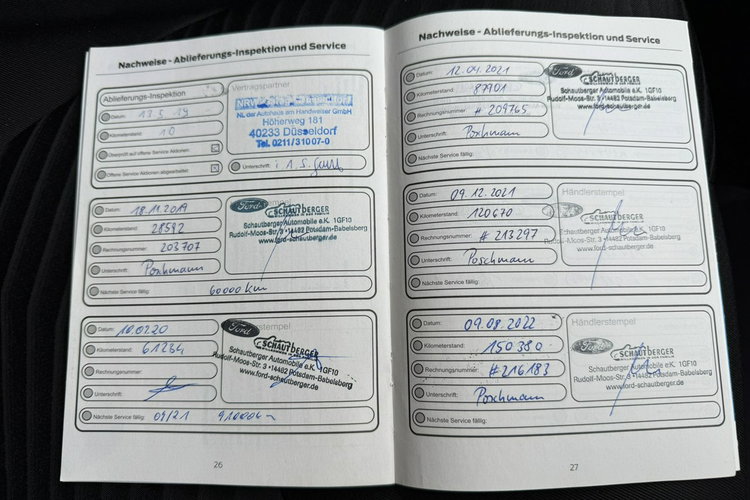 Nachweise - Ablieferungs-Inspektion und Service
Ablieferungs-Inspektion
Datum: 13.5.19
Kilometerstand: 10
Überprüft auf offene Service Aktionen
Offene Service Aktionen abgearbeitet
Vertragspartner
NL der Autohaus am Handweiser GmbH
Höherweg 181
40233 Düsseldorf
Tel. 0211/31007-0
Unterschrift:
Datum: 18.11.2019
Kilometerstand: 21592
Rechnungsnummer: 203707
Unterschrift: Poschmann
Nächste Service fällig: 60000 km
Ford
SCHAUTBERGER
Schautberger Automobile e.K. 1GF10
Rudolf-Moos-Str. 3 • 14482 Potsdam-Babelsberg
www.ford-schautberger.de
Datum: 10.0220
Kilometerstand: 61284
Rechnungsnummer:
Unterschrift:
Nächste Service fällig: 09/21 91000km
Ford
Händlerstempel
SCHAUTBERGER
Schautberger Automobile e.K. 1GF10
Rudolf-Moos-Str. 3 • 14482 Potsdam-Babelsberg
www.ford-schautberger.de
26
Nachweise - Ablieferungs-Inspektion und Service
Datum: 12.04.2021
Kilometerstand: 87701
Rechnungsnummer: # 209765
Unterschrift: Poschmann
Nächste Service fällig:
Ford
SCHAUTBERGER
Schautberger Automobile e.K. 1GF10
Rudolf-Moos-Str. 3 • 14482 Potsdam-Babelsberg
www.ford-schautberger.de
Datum: 09.12.2021
Kilometerstand: 120670
Rechnungsnummer: # 213297
Unterschrift: Poschmann
Nächste Service fällig:
Händlerstempel
SCHAUTBERGER
Schautberger Automobile e.K. 1GF10
Rudolf-Moos-Str. 3 • 14482 Potsdam-Babelsberg
www.ford-schautberger.de
Datum: 09.08.2022
Kilometerstand: 150380
Rechnungsnummer: #216183
Unterschrift: Poschmann
Nächste Service fällig:
Händlerstempel
Ford
SCHAUTBERGER
Schautberger Automobile e.K. 1GF10
Rudolf-Moos-Str. 3 • 14482 Potsdam-Babelsberg
www.ford-schautberger.de
27